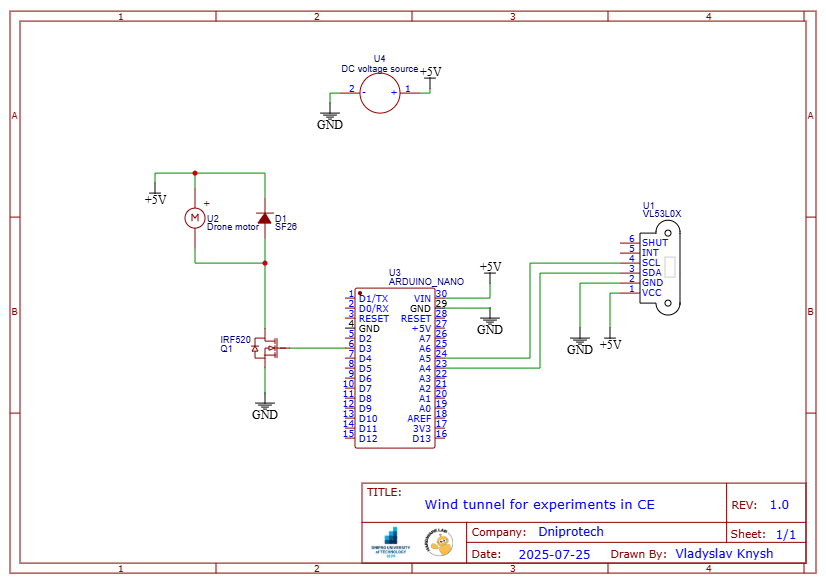 1 2 3 4
A A
B B
U4
DC voltage source
+5V
2 - + 1
GND
+5V
+
M
U2
Drone motor
D1
SF26
IRF520
Q1
GND
U3
ARDUINO_NANO
1 D1/TX
2 D0/RX
3 RESET
4 GND
5 D2
6 D3
7 D4
8 D5
9 D6
10 D7
11 D8
12 D9
13 D10
14 D11
15 D12
VIN 30
GND 29
RESET 28
+5V 27
A7 26
A6 25
A5 24
A4 23
A3 22
A2 21
A1 20
A0 19
AREF 18
3V3 17
D13 16
+5V
GND
U1
VL53L0X
6 SHUT
5 INT
4 SCL
3 SDA
2 GND
1 VCC
GND
+5V
TITLE:
Wind tunnel for experiments in CE
REV: 1.0
DNIPRO UNIVERSITY
of TECHNOLOGY
1899
HARDWARE LAB
Company: Dniprotech
Sheet: 1/1
Date: 2025-07-25 Drawn By: Vladyslav Knysh
1 2 3 4